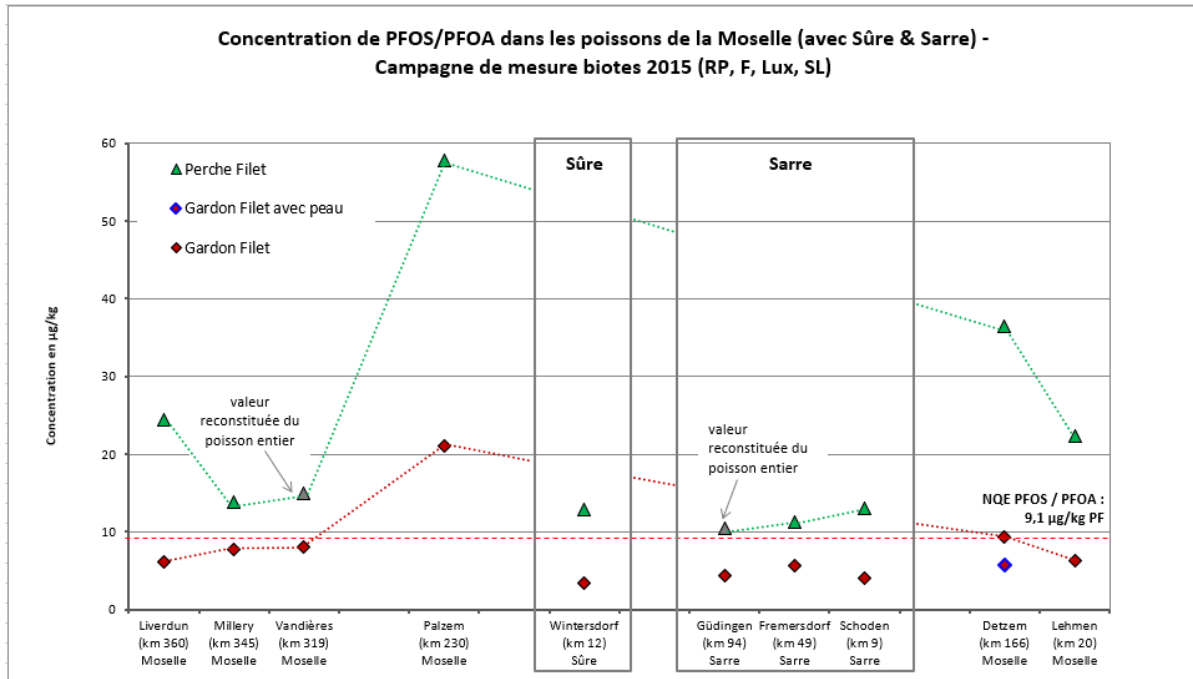 Concentration de PFOS/PFOA dans les poissons de la Moselle (avec Sûre & Sarre) -
Campagne de mesure biotes 2015 (RP, F, Lux, SL)
60
50
40
30
20
10
0
Concentration en µg/kg
Perche Filet
Gardon Filet avec peau
Gardon Filet
Sûre
Sarre
valeur
reconstituée du
poisson entier
valeur
reconstituée du
poisson entier
NQE PFOS / PFOA :
9,1 µg/kg PF
Liverdun
(km 360)
Moselle
Millery
(km 345)
Moselle
Vandières
(km 319)
Moselle
Palzem
(km 230)
Moselle
Wintersdorf
(km 12)
Sûre
Güdingen
(km 94)
Sarre
Fremersdorf
(km 49)
Sarre
Schoden
(km 9)
Sarre
Detzem
(km 166)
Moselle
Lehmen
(km 20)
Moselle